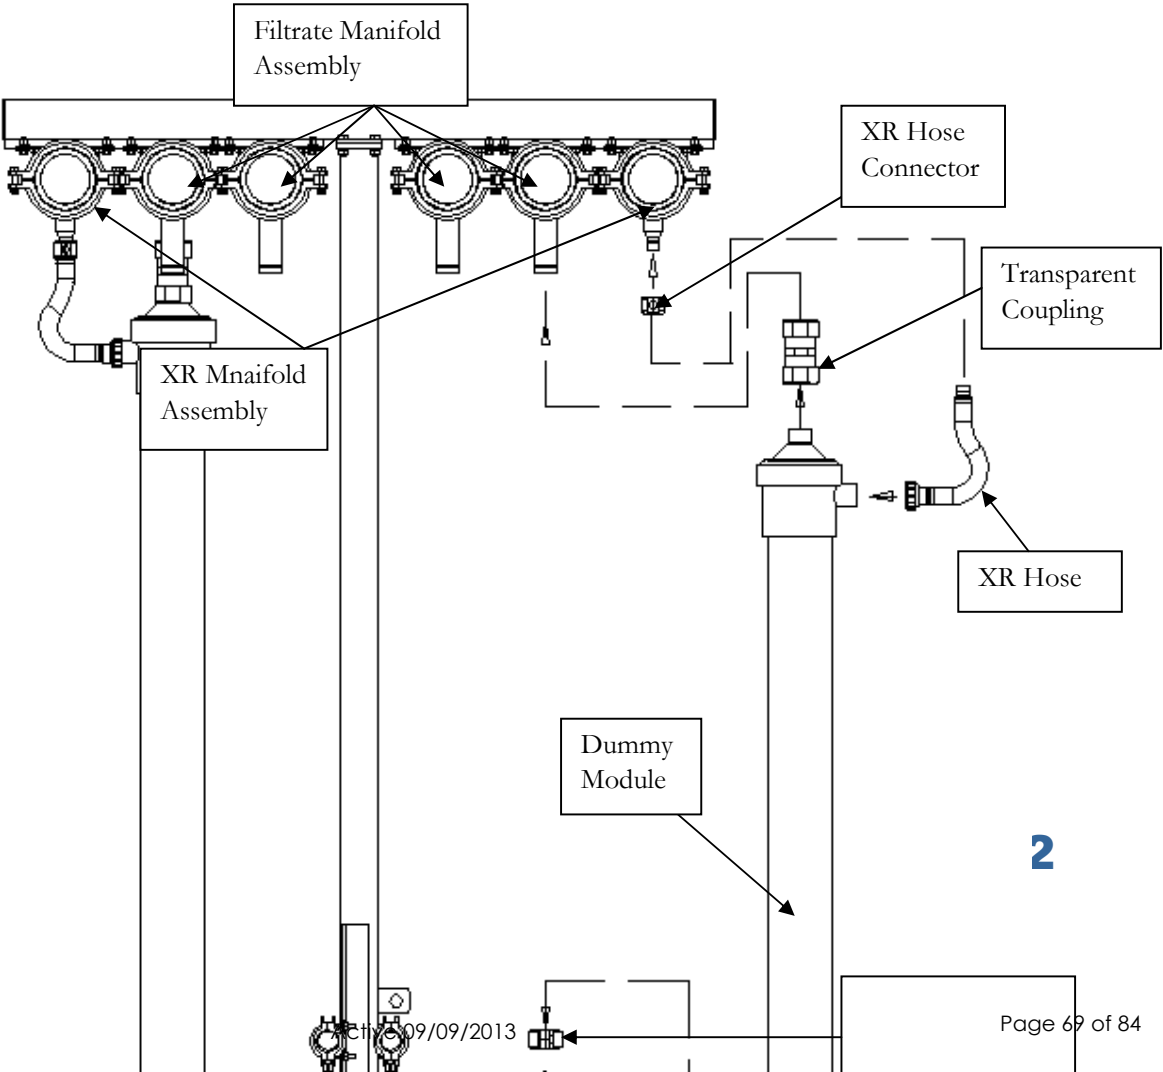 Filtrate Manifold
Assembly
XR Hose
Connector
Transparent
Coupling
XR Mnaifold
Assembly
XR Hose
Dummy
Module
2
09/09/2013
Page 69 of 84